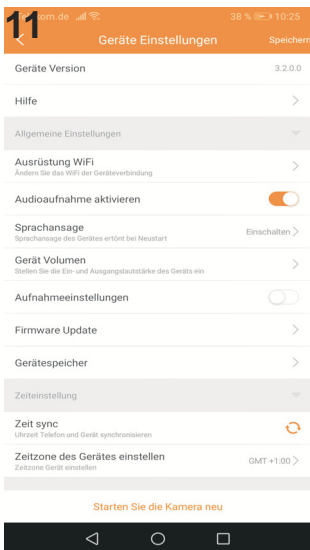 11
kom.de 38 % 10:25
Geräte Einstellungen Speichern
Geräte Version 3.2.0.0
Hilfe
Allgemeine Einstellungen
Ausrüstung WiFi
Ändern Sie das WiFi der Geräteverbindung
Audioaufnahme aktivieren
Sprachansage Einschalten
Sprachansage des Gerätes ertönt bei Neustart
Gerät Volumen
Stellen Sie die Ein- und Ausgangslautstärke des Geräts ein
Aufnahmeeinstellungen
Firmware Update
Gerätespeicher
Zeiteinstellung
Zeit sync
Uhrzeit Telefon und Gerät synchronisieren
Zeitzone des Gerätes einstellen GMT +1:00
Zeitzone Gerät einstellen
Starten Sie die Kamera neu